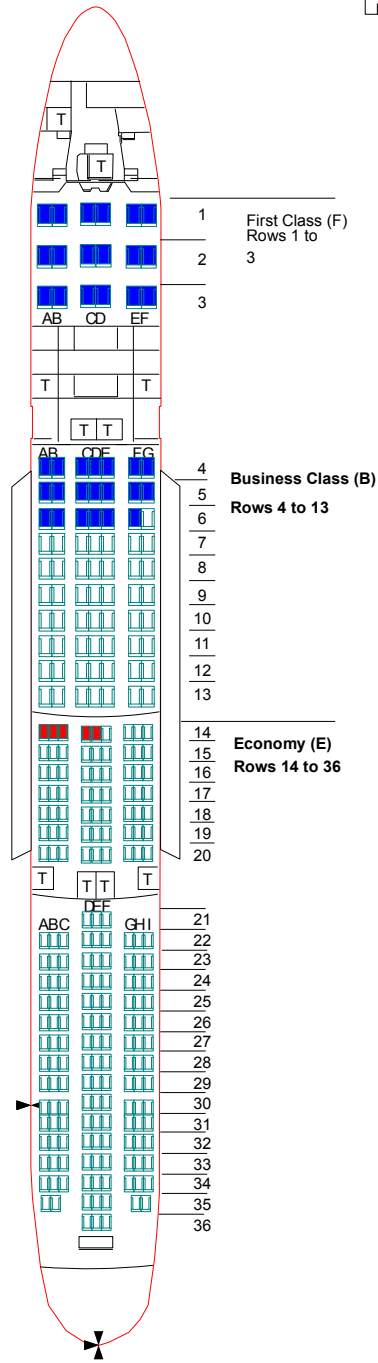 T
T
1
First Class (F)
Rows 1 to
3
2
3
AB CD EF
T T
T T
AB CDE FG
4
Business Class (B)
5
Rows 4 to 13
6
7
8
9
10
11
12
13
14
Economy (E)
15
Rows 14 to 36
16
17
18
19
20
T T T T
DEF
21
ABC GHI
22
23
24
25
26
27
28
29
30
31
32
33
34
35
36